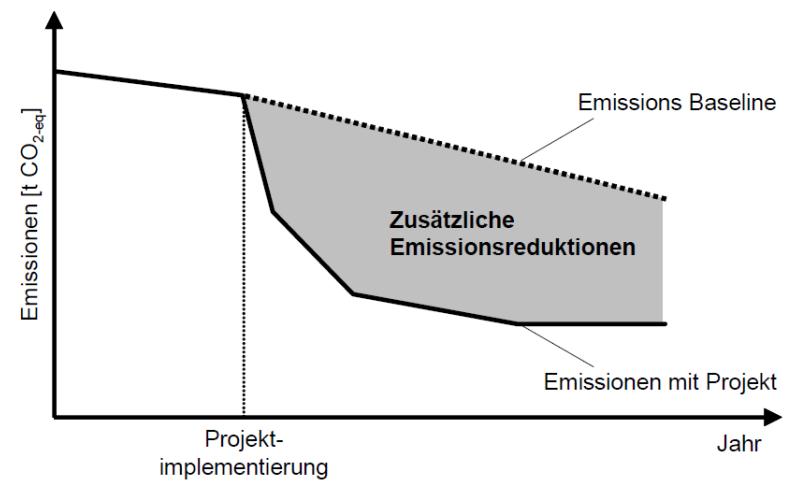 Emissionen [t CO2-eq]
Emissions Baseline
Zusätzliche
Emissionsreduktionen
Emissionen mit Projekt
Projekt-
implementierung
Jahr